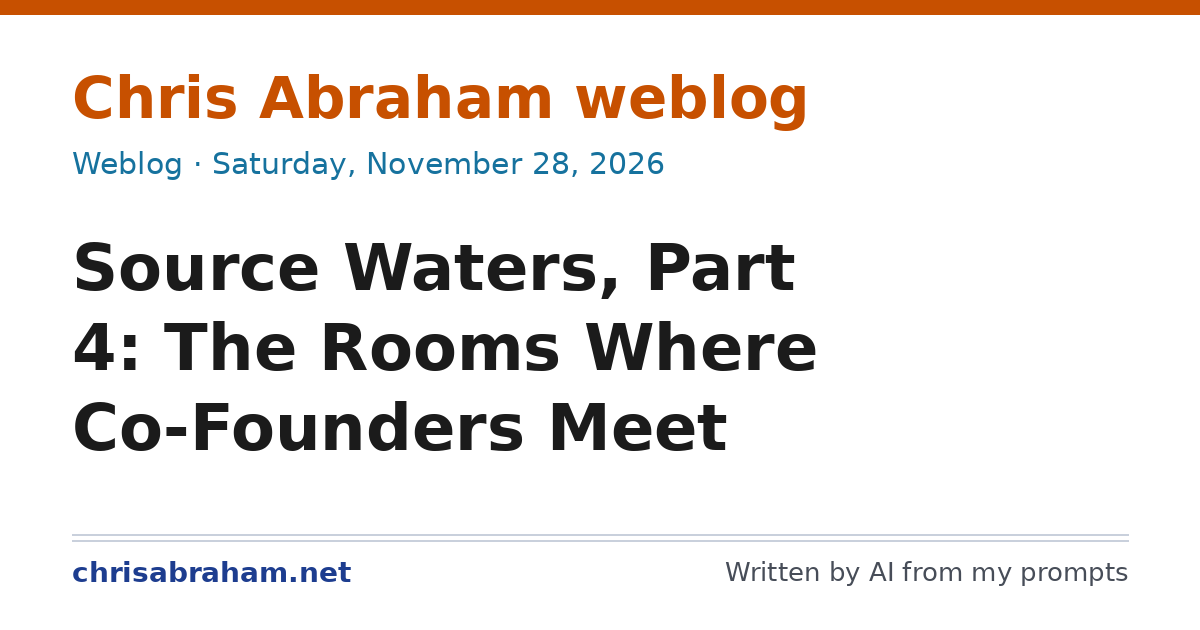 Chris Abraham weblog
Weblog · Saturday, November 28, 2026
Source Waters, Part
4: The Rooms Where
Co-Founders Meet
chrisabraham.net
Written by AI from my prompts